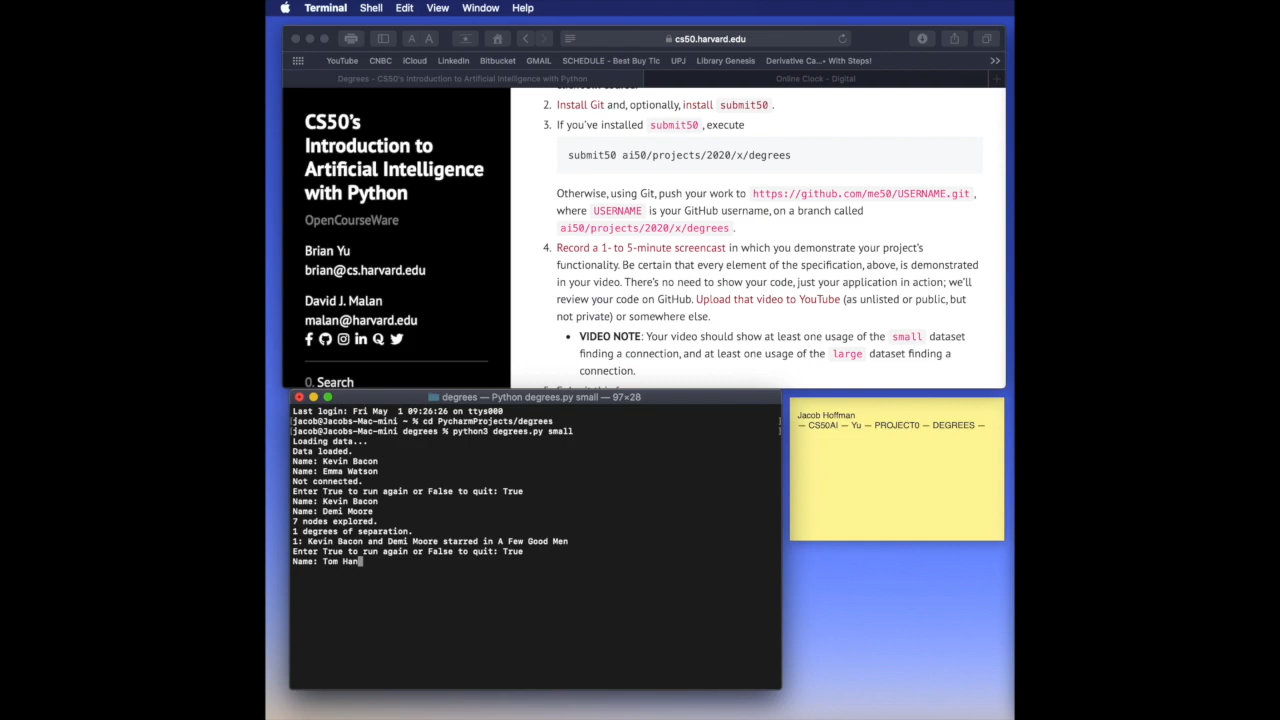 Terminal Shell Edit View Window Help
cs50.harvard.edu
YouTube CNBC iCloud LinkedIn Bitbucket GMAIL SCHEDULE - Best Buy Tlc UPJ Library Genesis Derivative Ca...• With Steps!
Degrees - CS50's Introduction to Artificial Intelligence with Python
Online Clock - Digital
CS50's
Introduction to
Artificial Intelligence
with Python
OpenCourseWare
Brian Yu
brian@cs.harvard.edu
David J. Malan
malan@harvard.edu
0. Search
2. Install Git and, optionally, install submit50.
3. If you've installed submit50, execute
submit50 ai50/projects/2020/x/degrees
Otherwise, using Git, push your work to https://github.com/me50/USERNAME.git,
where USERNAME is your GitHub username, on a branch called
ai50/projects/2020/x/degrees.
4. Record a 1- to 5-minute screencast in which you demonstrate your project's
functionality. Be certain that every element of the specification, above, is demonstrated
in your video. There's no need to show your code, just your application in action; we'll
review your code on GitHub. Upload that video to YouTube (as unlisted or public, but
not private) or somewhere else.
• VIDEO NOTE: Your video should show at least one usage of the small dataset
finding a connection, and at least one usage of the large dataset finding a
connection.
degrees — Python degrees.py small — 97×28
Last login: Fri May 1 09:26:26 on ttys000
[jacob@Jacobs-Mac-mini ~ % cd PycharmProjects/degrees ]
[jacob@Jacobs-Mac-mini degrees % python3 degrees.py small ]
Loading data...
Data loaded.
Name: Kevin Bacon
Name: Emma Watson
Not connected.
Enter True to run again or False to quit: True
Name: Kevin Bacon
Name: Demi Moore
7 nodes explored.
1 degrees of separation.
1: Kevin Bacon and Demi Moore starred in A Few Good Men
Enter True to run again or False to quit: True
Name: Tom Han
Jacob Hoffman
— CS50AI — Yu — PROJECT0 — DEGREES —